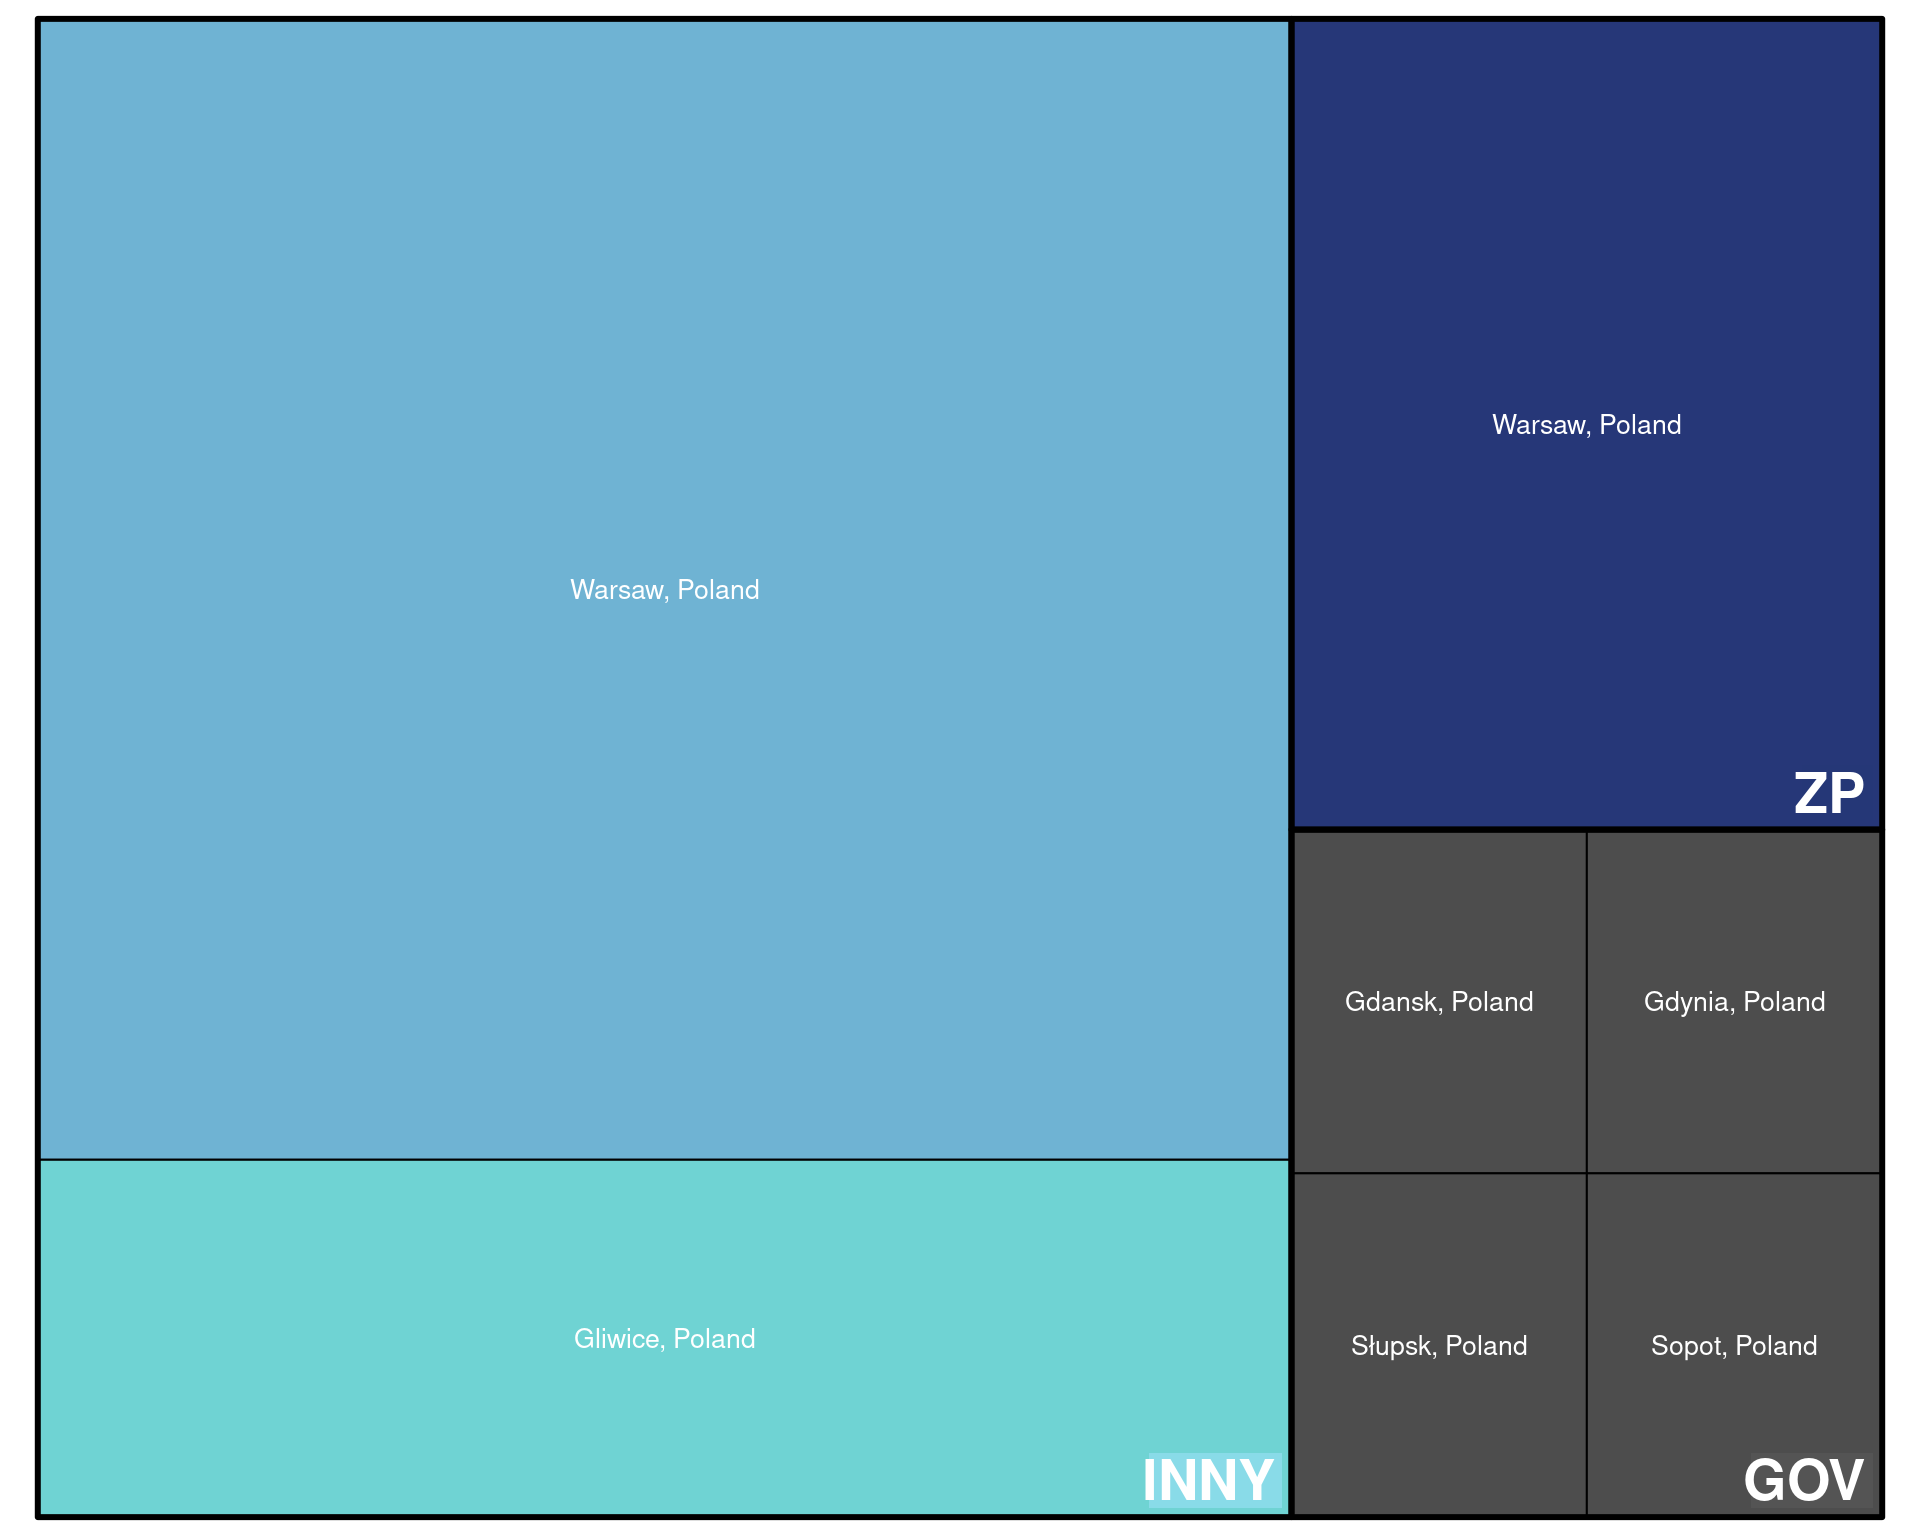 Warsaw, Poland
Gliwice, Poland
INNY
Warsaw, Poland
ZP
Gdansk, Poland
Gdynia, Poland
Słupsk, Poland
Sopot, Poland
GOV